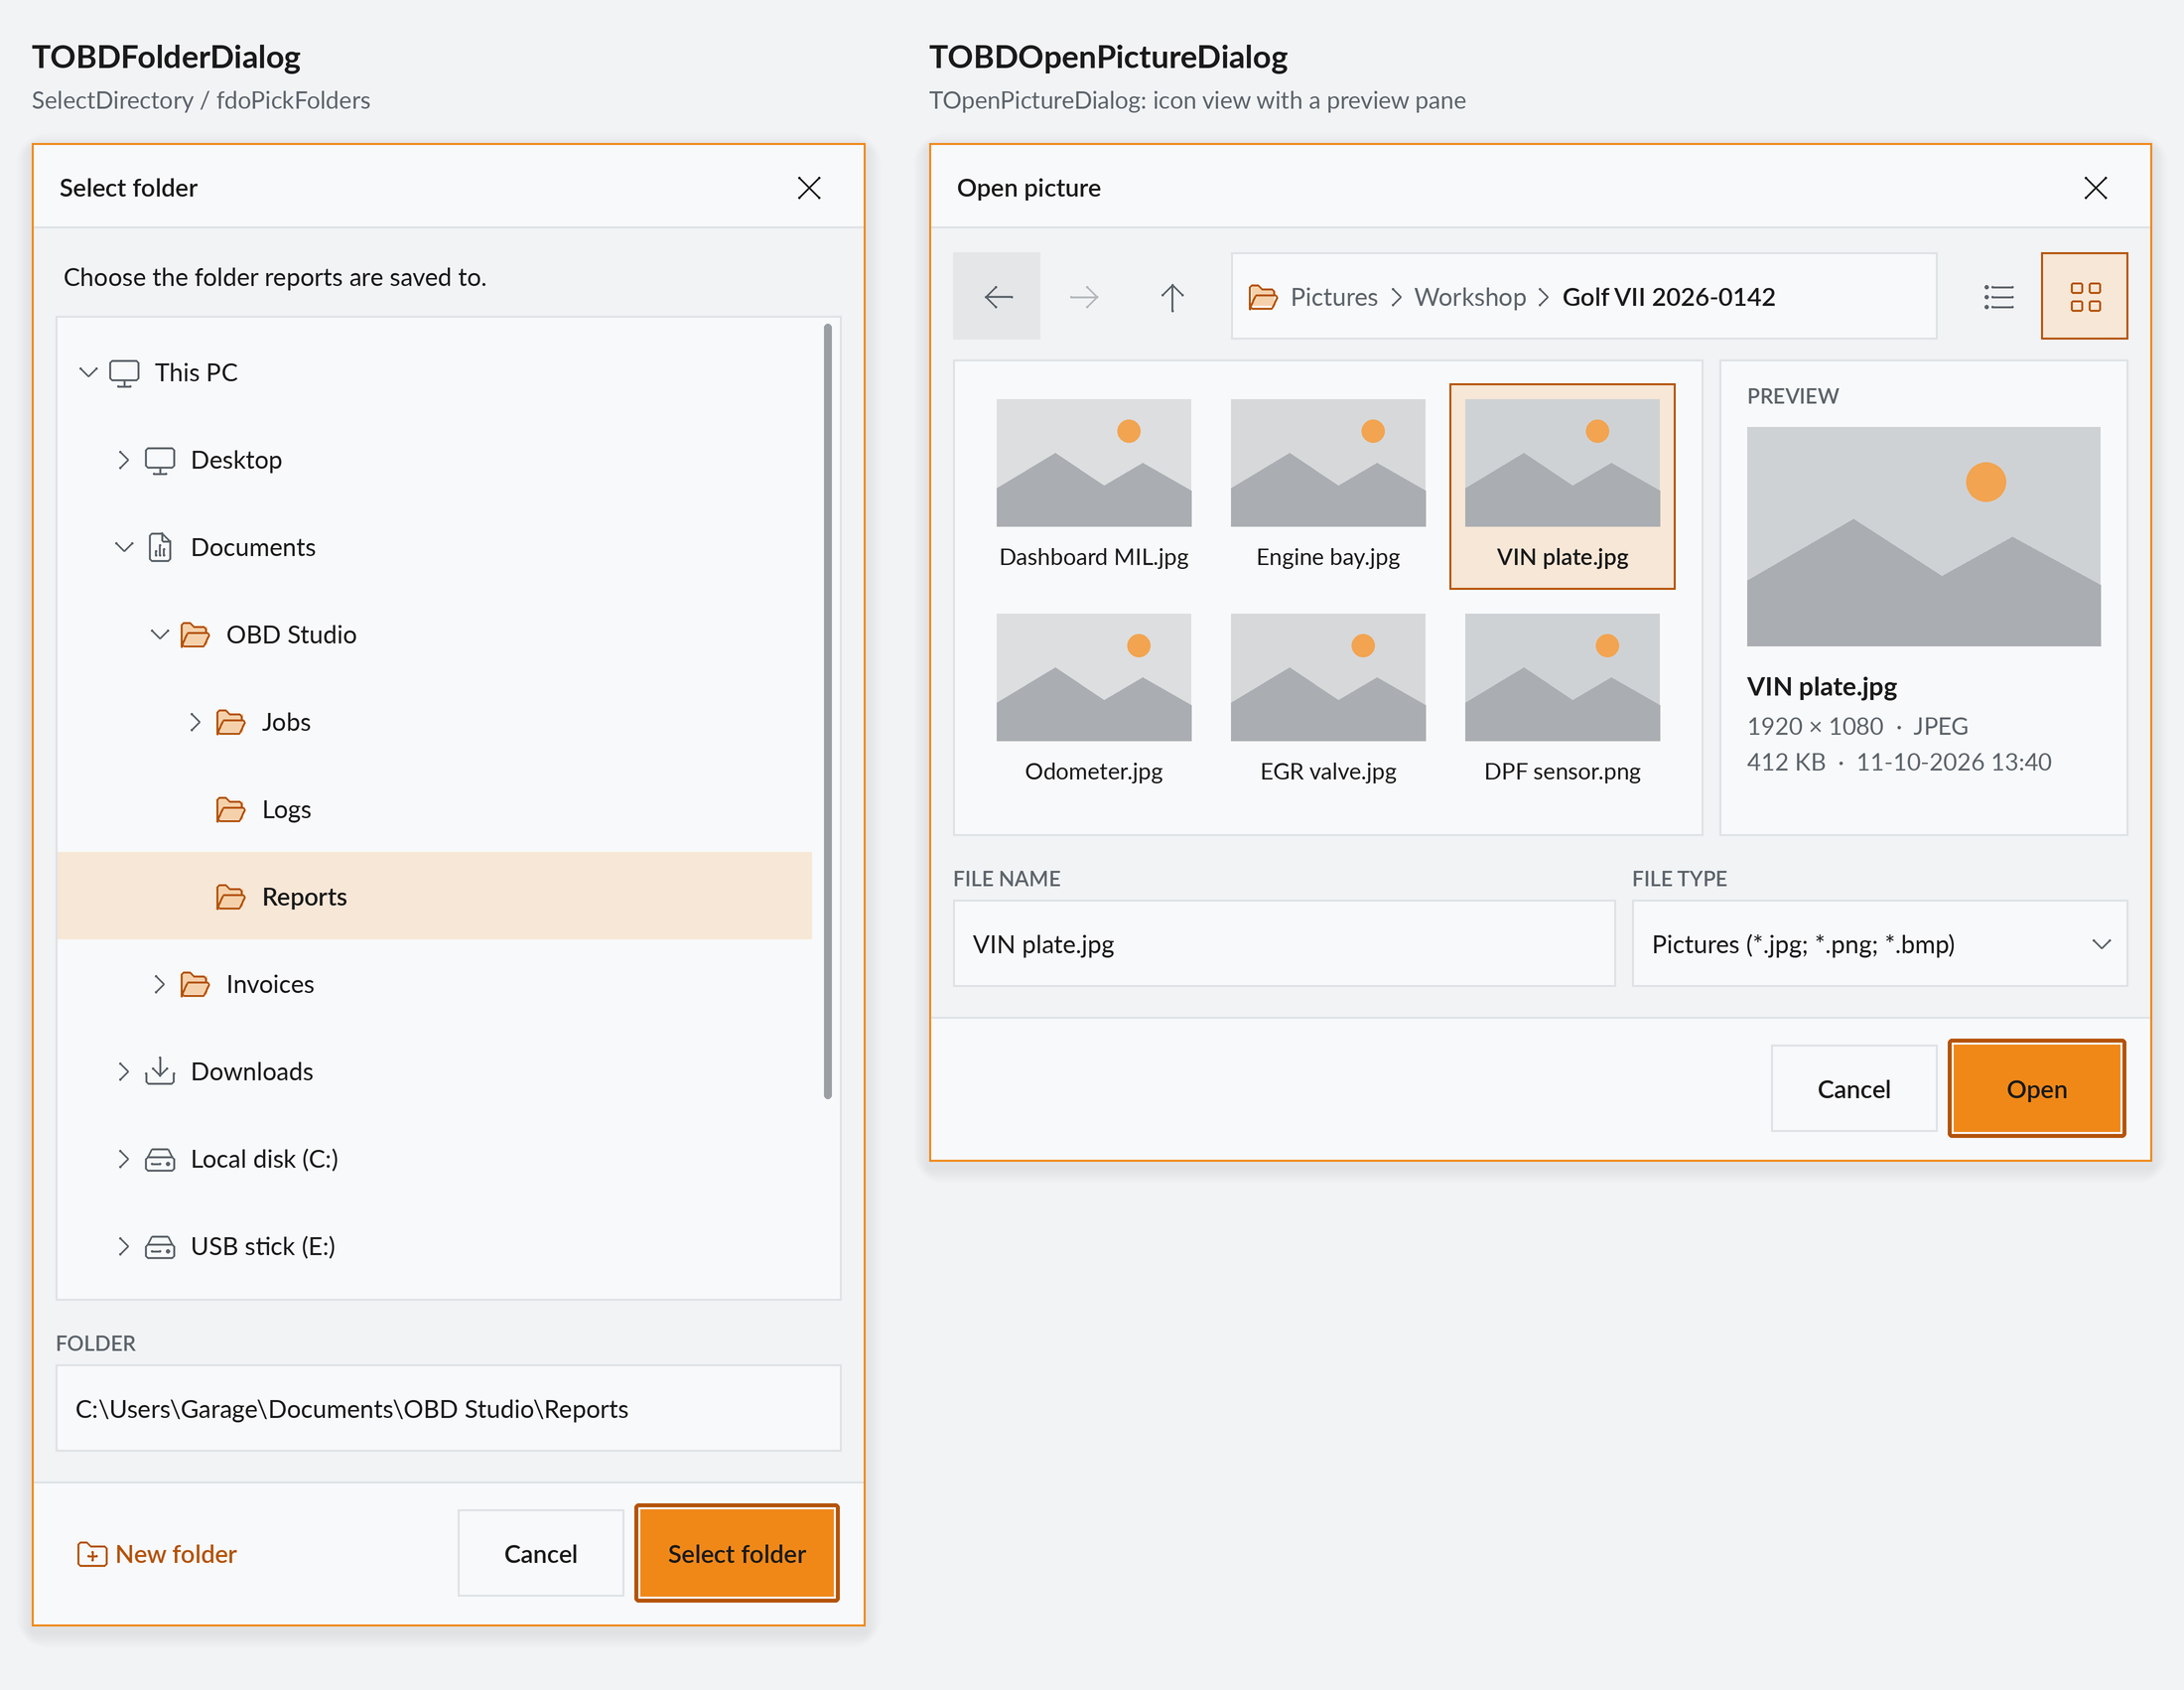 TOBDFolderDialog
SelectDirectory / fdoPickFolders
Select folder
Choose the folder reports are saved to.
This PC
Desktop
Documents
OBD Studio
Jobs
Logs
Reports
Invoices
Downloads
Local disk (C:)
USB stick (E:)
FOLDER
C:\Users\Garage\Documents\OBD Studio\Reports
New folder
Cancel
Select folder
TOBDOpenPictureDialog
TOpenPictureDialog: icon view with a preview pane
Open picture
Pictures > Workshop > Golf VII 2026-0142
Dashboard MIL.jpg
Engine bay.jpg
VIN plate.jpg
Odometer.jpg
EGR valve.jpg
DPF sensor.png
PREVIEW
VIN plate.jpg
1920 × 1080 · JPEG
412 KB · 11-10-2026 13:40
FILE NAME
VIN plate.jpg
FILE TYPE
Pictures (*.jpg; *.png; *.bmp)
Cancel
Open